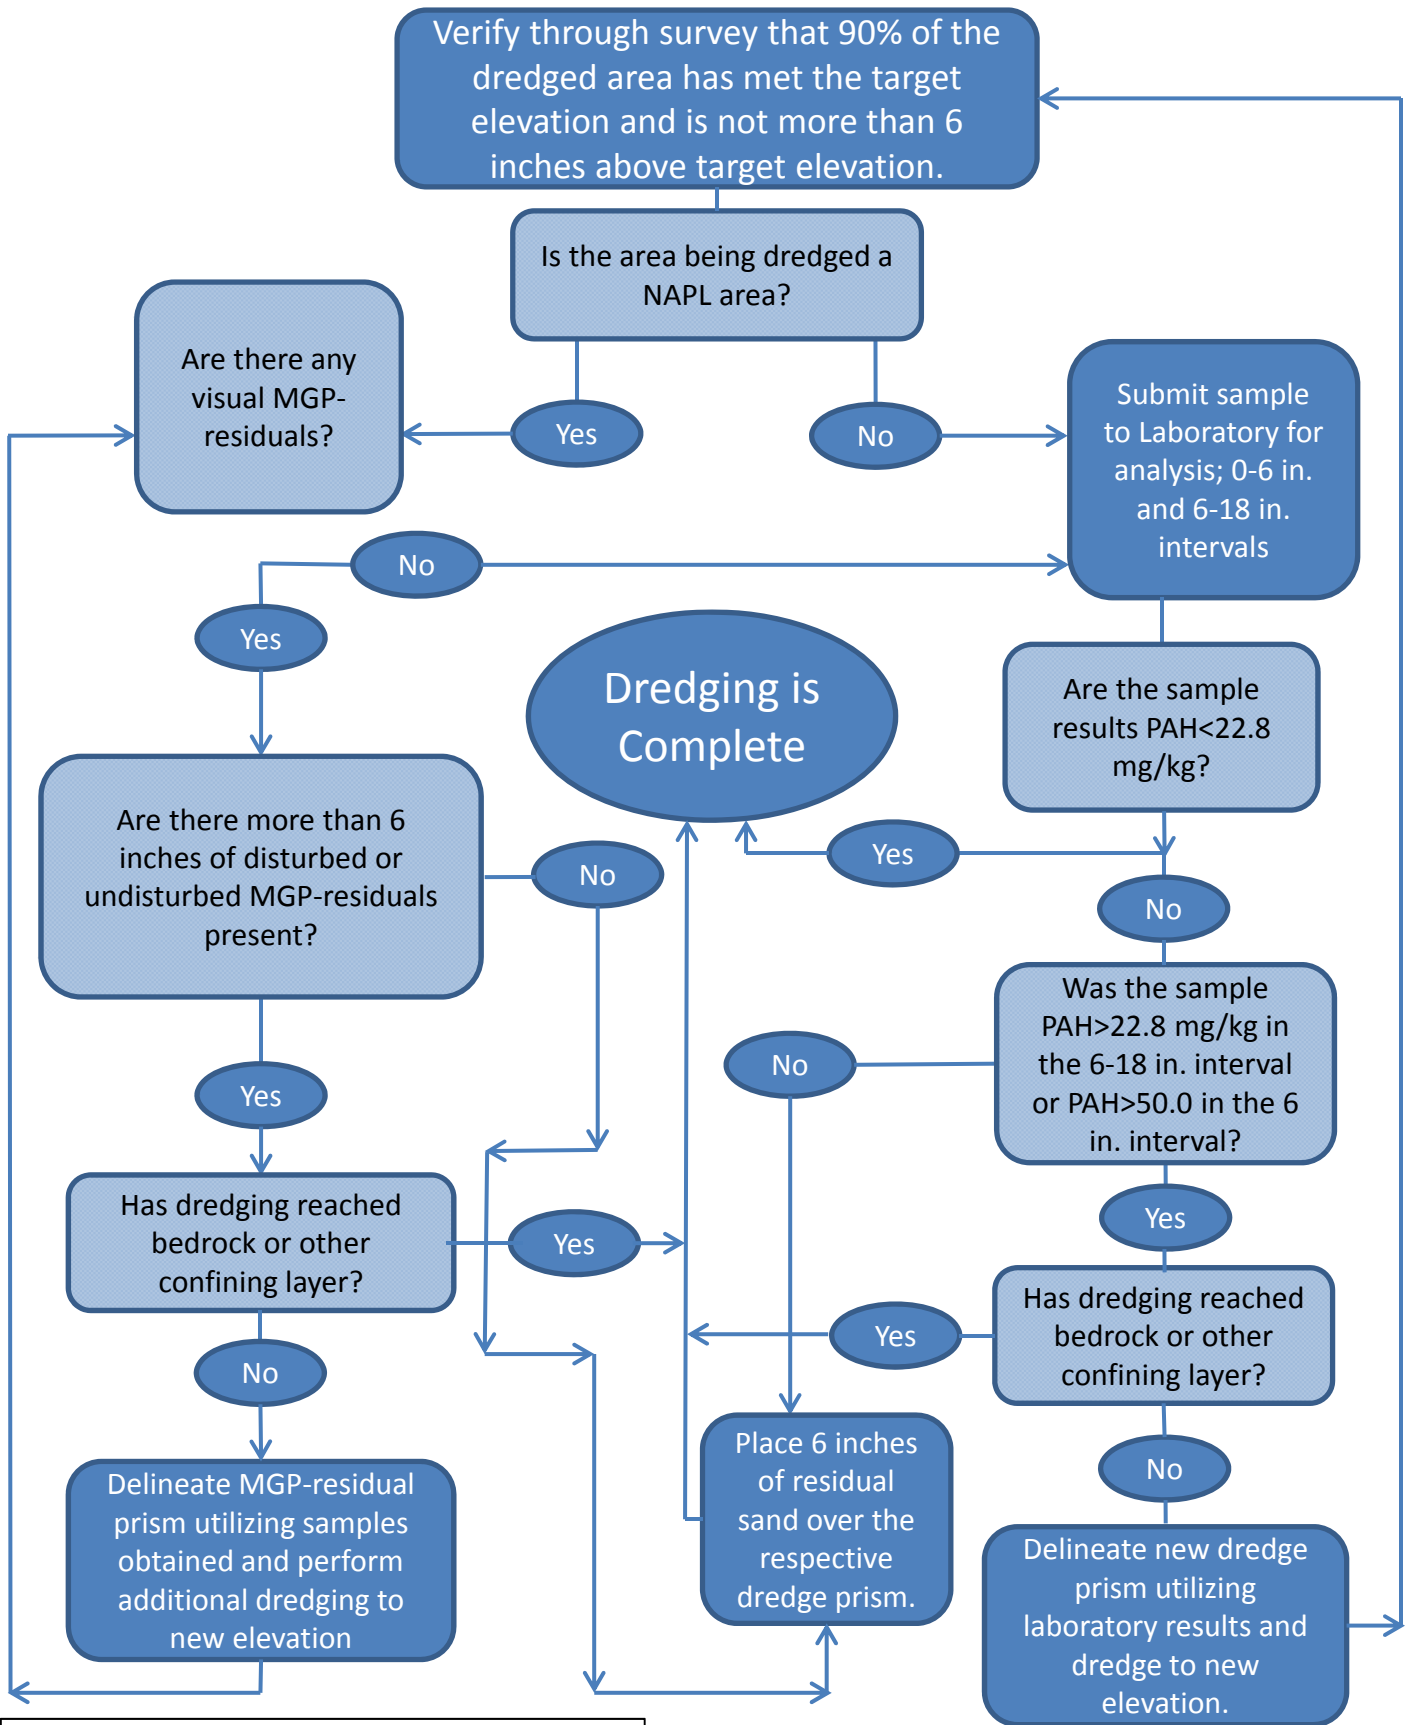 Verify through survey that 90% of the
dredged area has met the target
elevation and is not more than 6
inches above target elevation.
Is the area being dredged a
NAPL area?
Are there any
visual MGP-
residuals?
Yes
No
Submit sample
to Laboratory for
analysis; 0-6 in.
and 6-18 in.
intervals
No
Yes
Dredging is
Complete
Are the sample
results PAH<22.8
mg/kg?
Are there more than 6
inches of disturbed or
undisturbed MGP-residuals
present?
No
Yes
No
Was the sample
PAH>22.8 mg/kg in
the 6-18 in. interval
or PAH>50.0 in the 6
in. interval?
No
Yes
Yes
Has dredging reached
bedrock or other
confining layer?
Yes
Has dredging reached
bedrock or other
confining layer?
Yes
No
No
Place 6 inches
of residual
sand over the
respective
dredge prism.
Delineate MGP-residual
prism utilizing samples
obtained and perform
additional dredging to
new elevation
Delineate new dredge
prism utilizing
laboratory results and
dredge to new
elevation.